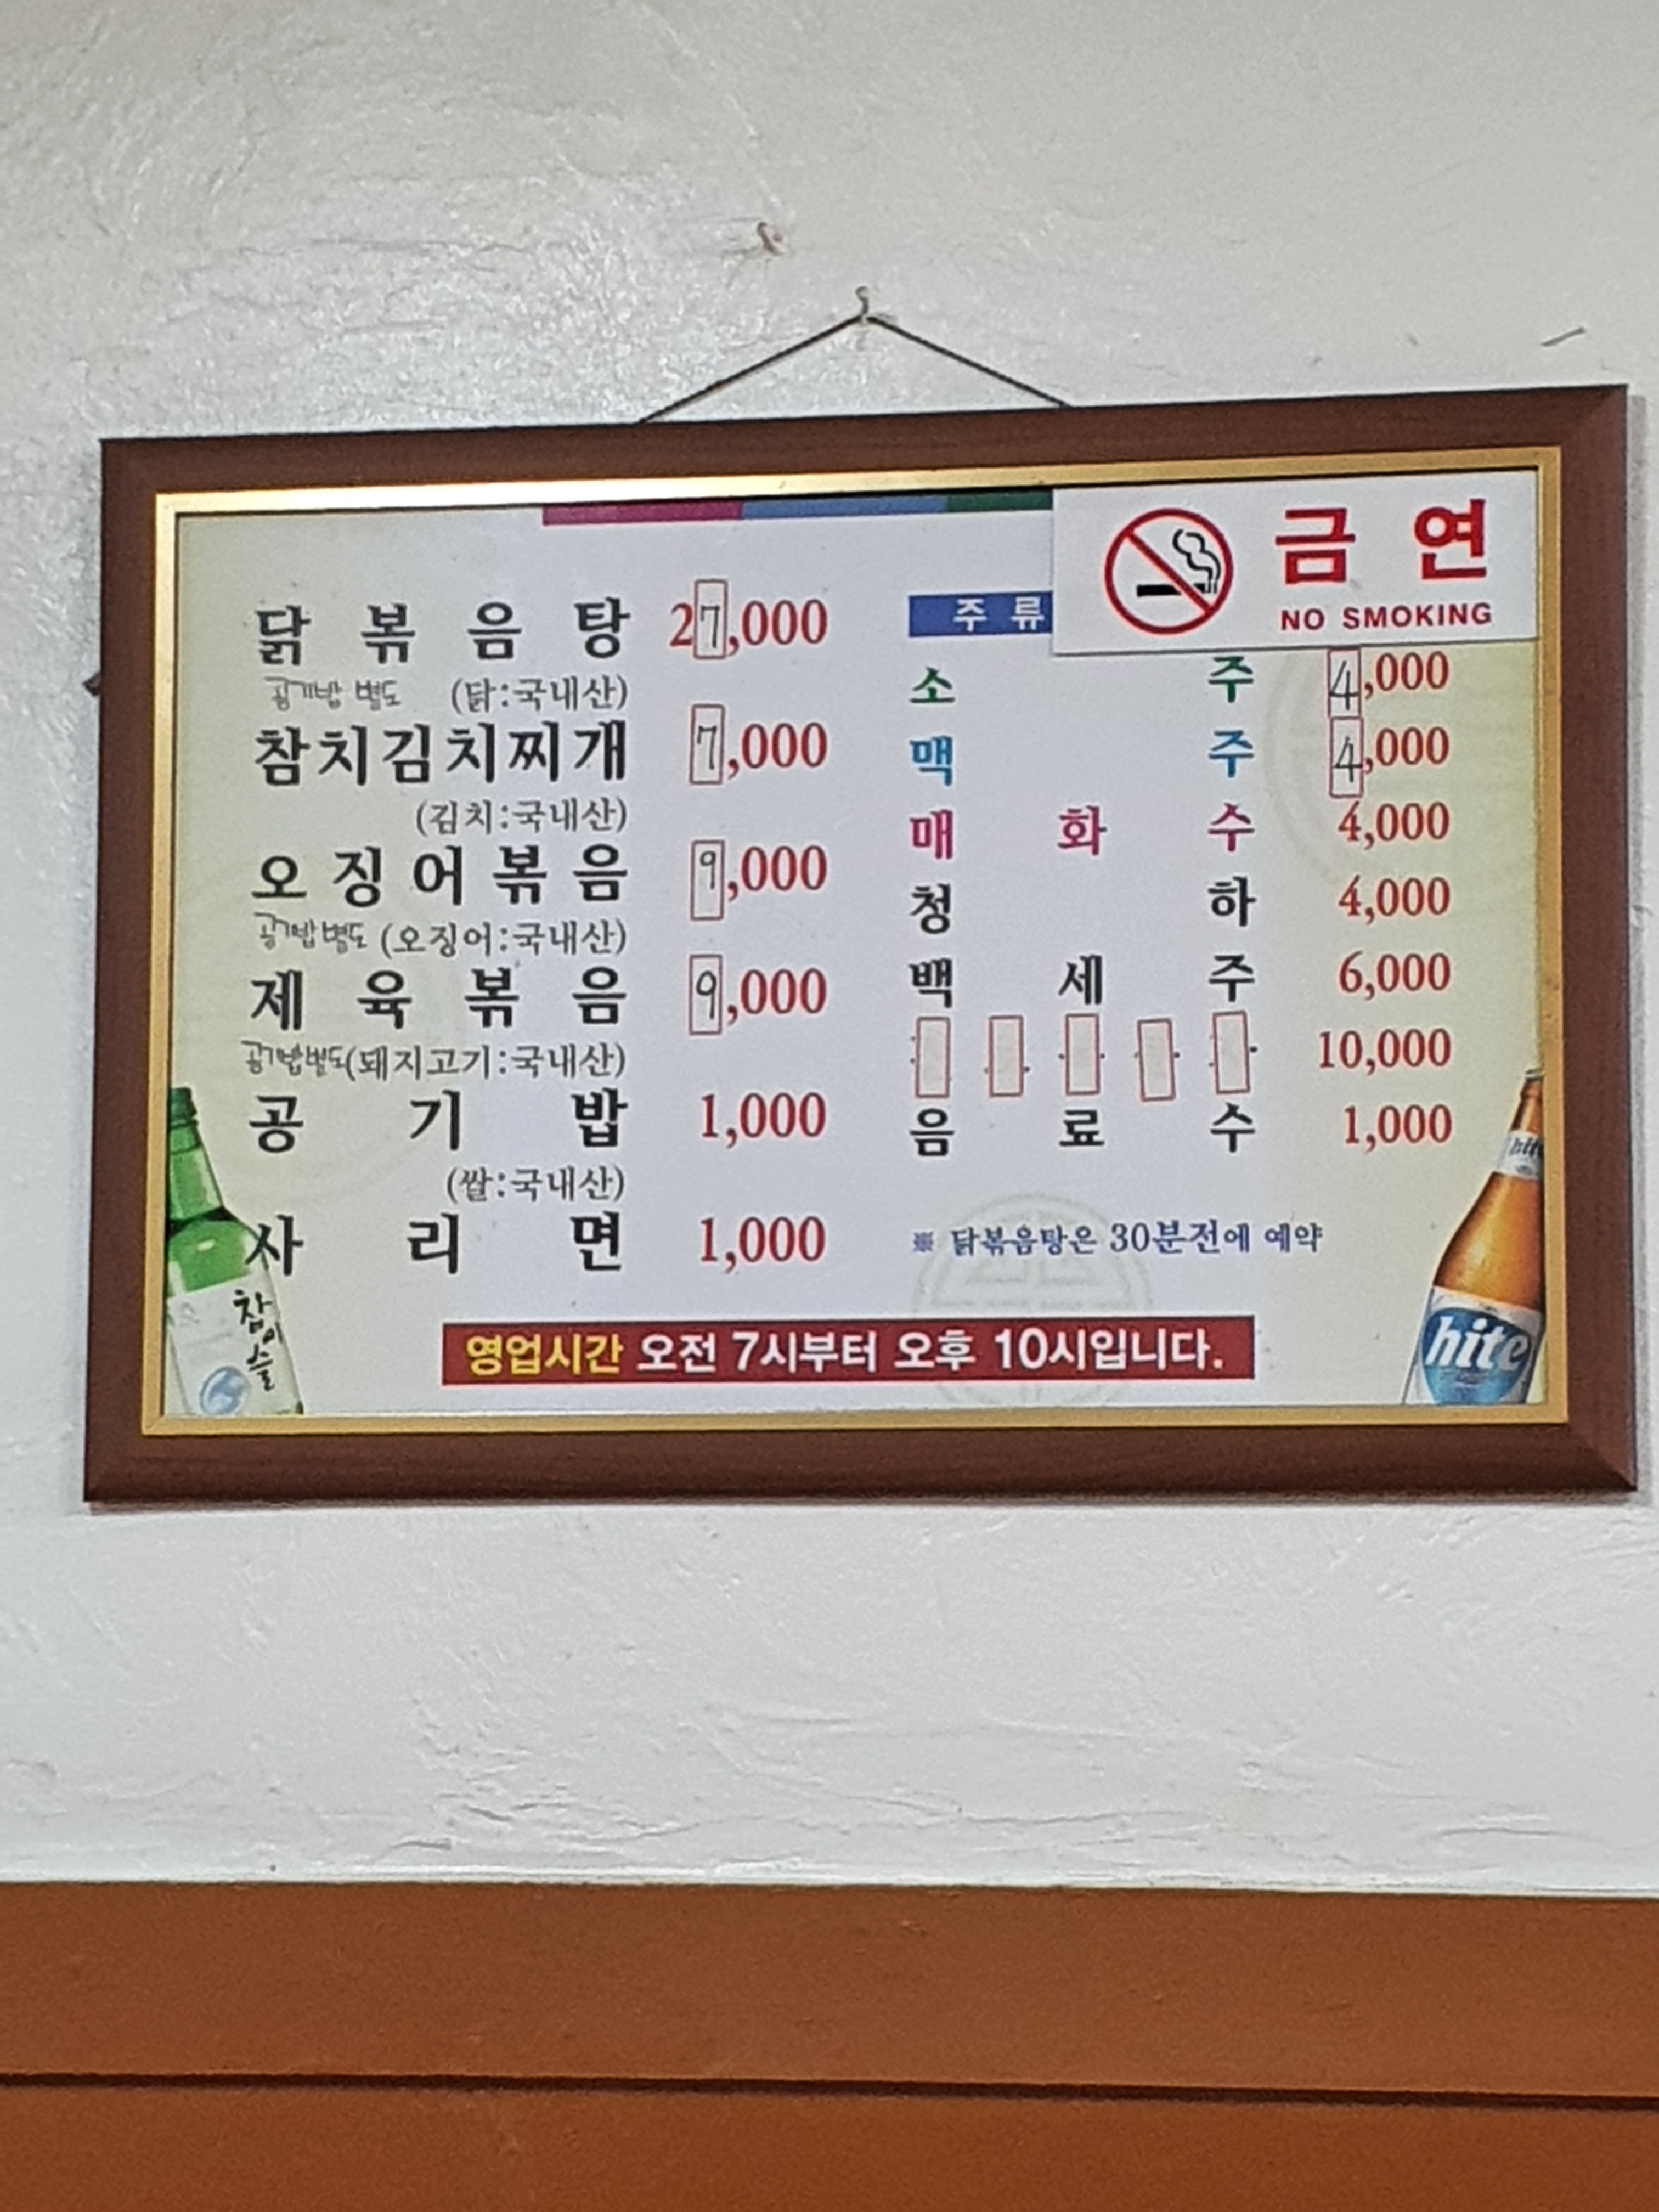 금연
NO SMOKING
닭볶음탕 27,000
공기밥 별도 (닭:국내산)
참치김치찌개 7,000
(김치:국내산)
오징어볶음 9,000
공기밥별도 (오징어:국내산)
제육볶음 9,000
공기밥별도(돼지고기:국내산)
공기밥 1,000
(쌀:국내산)
사리면 1,000
주류
소주 4,000
맥주 4,000
매화수 4,000
청하 4,000
백세주 6,000
10,000
음료수 1,000
※ 닭볶음탕은 30분전에 예약
영업시간 오전 7시부터 오후 10시입니다.
참이슬
hite
hite